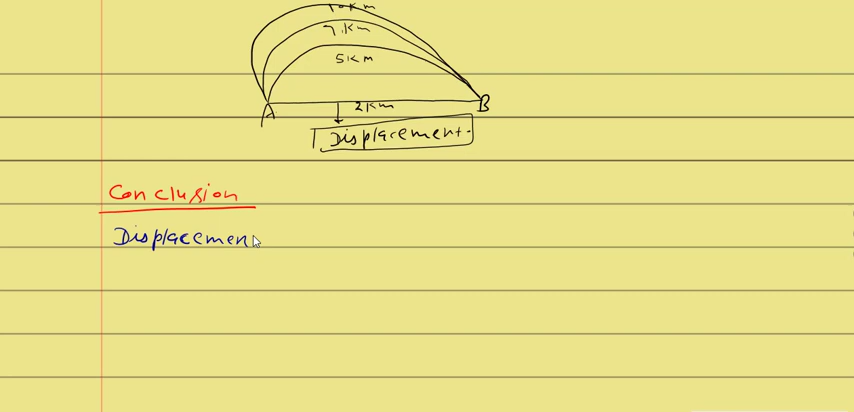 7 Km
5 Km
A 2 Km B
Displacement.
Conclusion
Displacemen